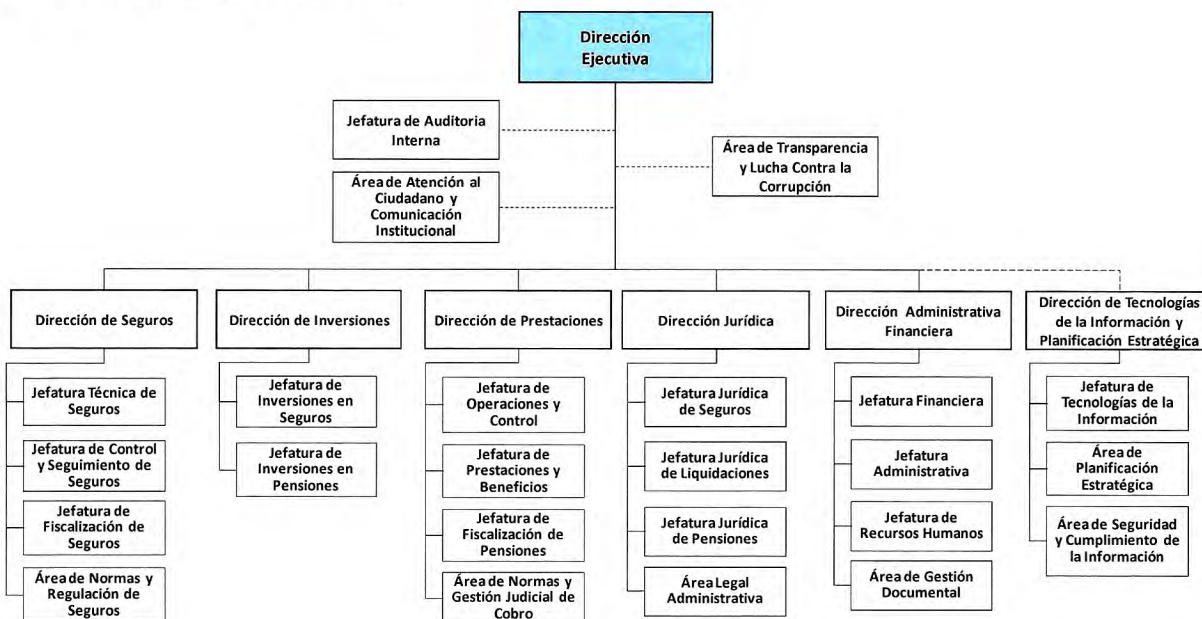 Dirección
Ejecutiva
Jefatura de Auditoria
Interna
Área de Transparencia
y Lucha Contra la
Corrupción
Área de Atención al
Ciudadano y
Comunicación
Institucional
Dirección de Seguros
Dirección de Inversiones
Dirección de Prestaciones
Dirección Jurídica
Dirección Administrativa
Financiera
Dirección de Tecnologías
de la Información y
Planificación Estratégica
Jefatura Técnica de
Seguros
Jefatura de Control
y Seguimiento de
Seguros
Jefatura de
Fiscalización de
Seguros
Área de Normas y
Regulación de
Seguros
Jefatura de
Inversiones en
Seguros
Jefatura de
Inversiones en
Pensiones
Jefatura de
Operaciones y
Control
Jefatura de
Prestaciones y
Beneficios
Jefatura de
Fiscalización de
Pensiones
Área de Normas y
Gestión Judicial de
Cobro
Jefatura Jurídica
de Seguros
Jefatura Jurídica
de Liquidaciones
Jefatura Jurídica
de Pensiones
Área Legal
Administrativa
Jefatura Financiera
Jefatura
Administrativa
Jefatura de
Recursos Humanos
Área de Gestión
Documental
Jefatura de
Tecnologías de la
Información
Área de
Planificación
Estratégica
Área de Seguridad
y Cumplimiento de
la Información